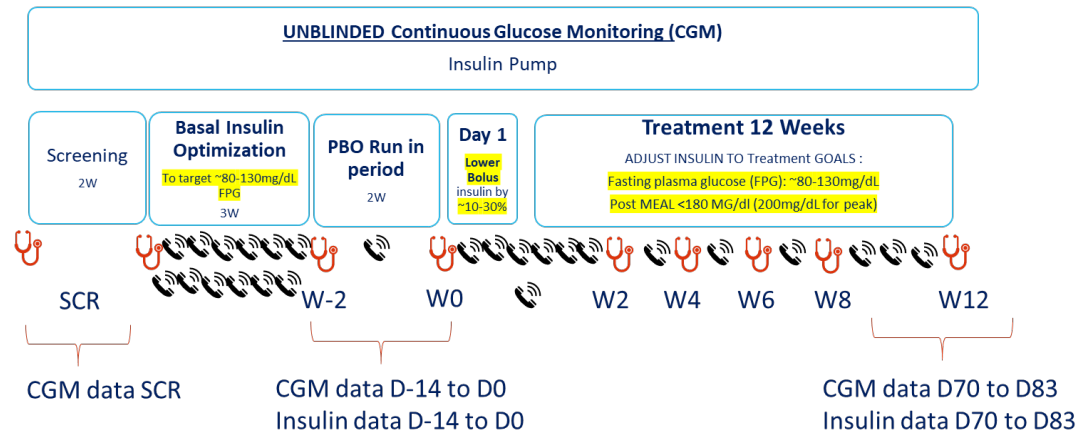 UNBLINDED Continuous Glucose Monitoring (CGM)
Insulin Pump
Screening
2W
Basal Insulin
Optimization
To target ~80-130mg/dL
FPG
3W
PBO Run in
period
2W
Day 1
Lower
Bolus
insulin by
~10-30%
Treatment 12 Weeks
ADJUST INSULIN TO Treatment GOALS :
Fasting plasma glucose (FPG): ~80-130mg/dL
Post MEAL <180 MG/dl (200mg/dL for peak)
SCR
W-2
W0
W2
W4
W6
W8
W12
CGM data SCR
CGM data D-14 to D0
Insulin data D-14 to D0
CGM data D70 to D83
Insulin data D70 to D83